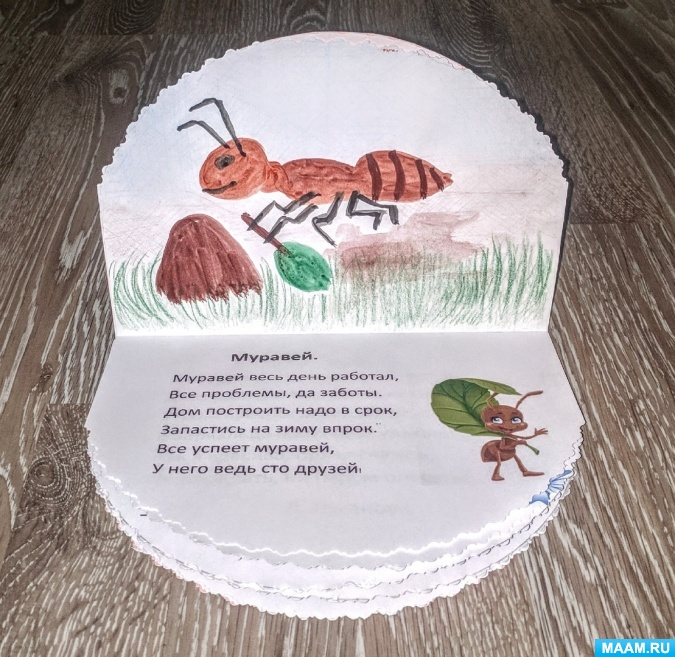 Муравей.
Муравей весь день работал,
Все проблемы, да заботы.
Дом построить надо в срок,
Запастись на зиму впрок.
Все успеет муравей,
У него ведь сто друзей!
MAAM.RU